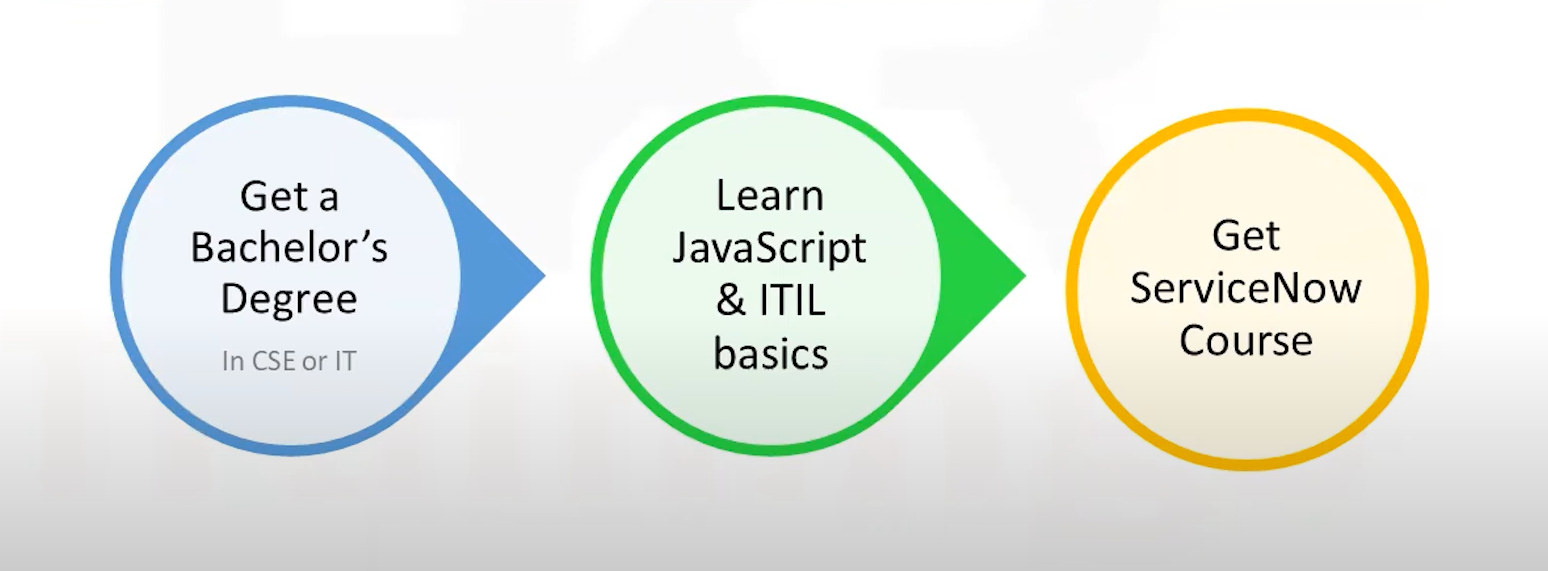 Get a
Bachelor’s
Degree
In CSE or IT
Learn
JavaScript
& ITIL
basics
Get
ServiceNow
Course